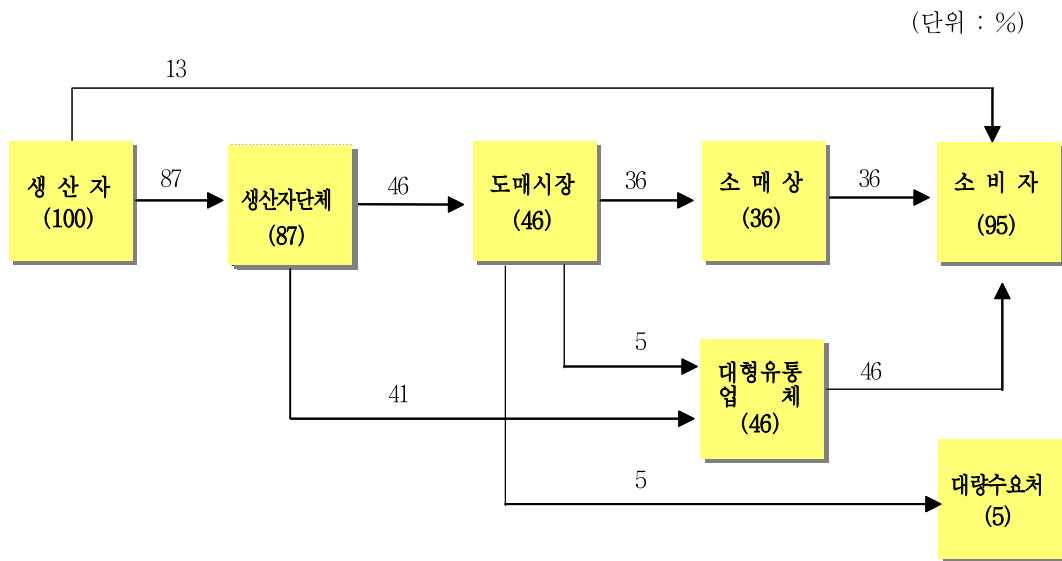 (단위 : %)
13
생 산 자
(100)
87
생산자단체
(87)
46
도매시장
(46)
36
소 매 상
(36)
36
소 비 자
(95)
5
41
대형유통
업 체
(46)
46
5
대량수요처
(5)